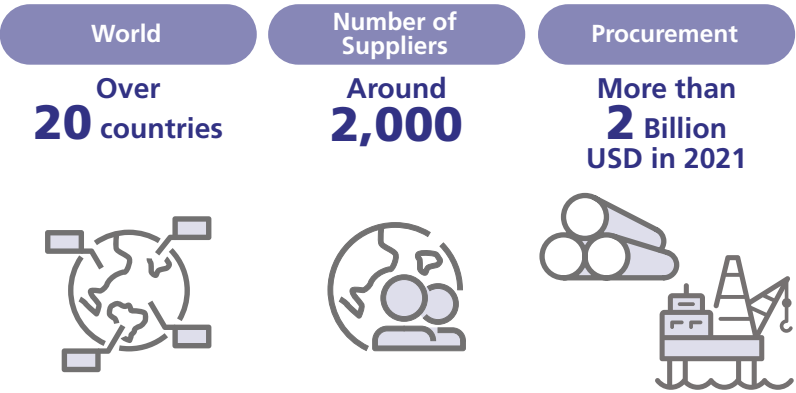 World
Over
20 countries
Number of
Suppliers
Around
2,000
Procurement
More than
2 Billion
USD in 2021